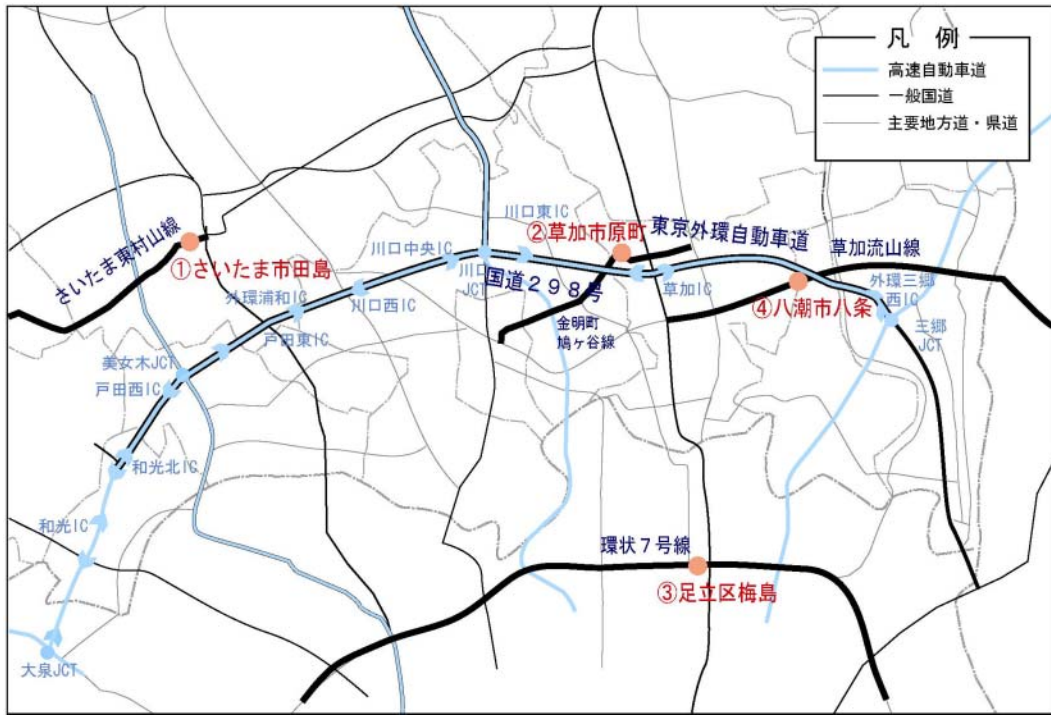 凡 例
高速自動車道
一般国道
主要地方道・県道
さいたま東村山線
①さいたま市田島
川口東IC
②草加市原町
東京外環自動車道
川口中央IC
川口
JCT
国道298号
草加流山線
外環浦和IC
川口西IC
草加IC
外環三郷
西IC
④八潮市八条
戸田東IC
金明町
鳩ヶ谷線
三郷
JCT
美女木JCT
戸田西IC
和光北IC
和光IC
環状7号線
③足立区梅島
大泉JCT